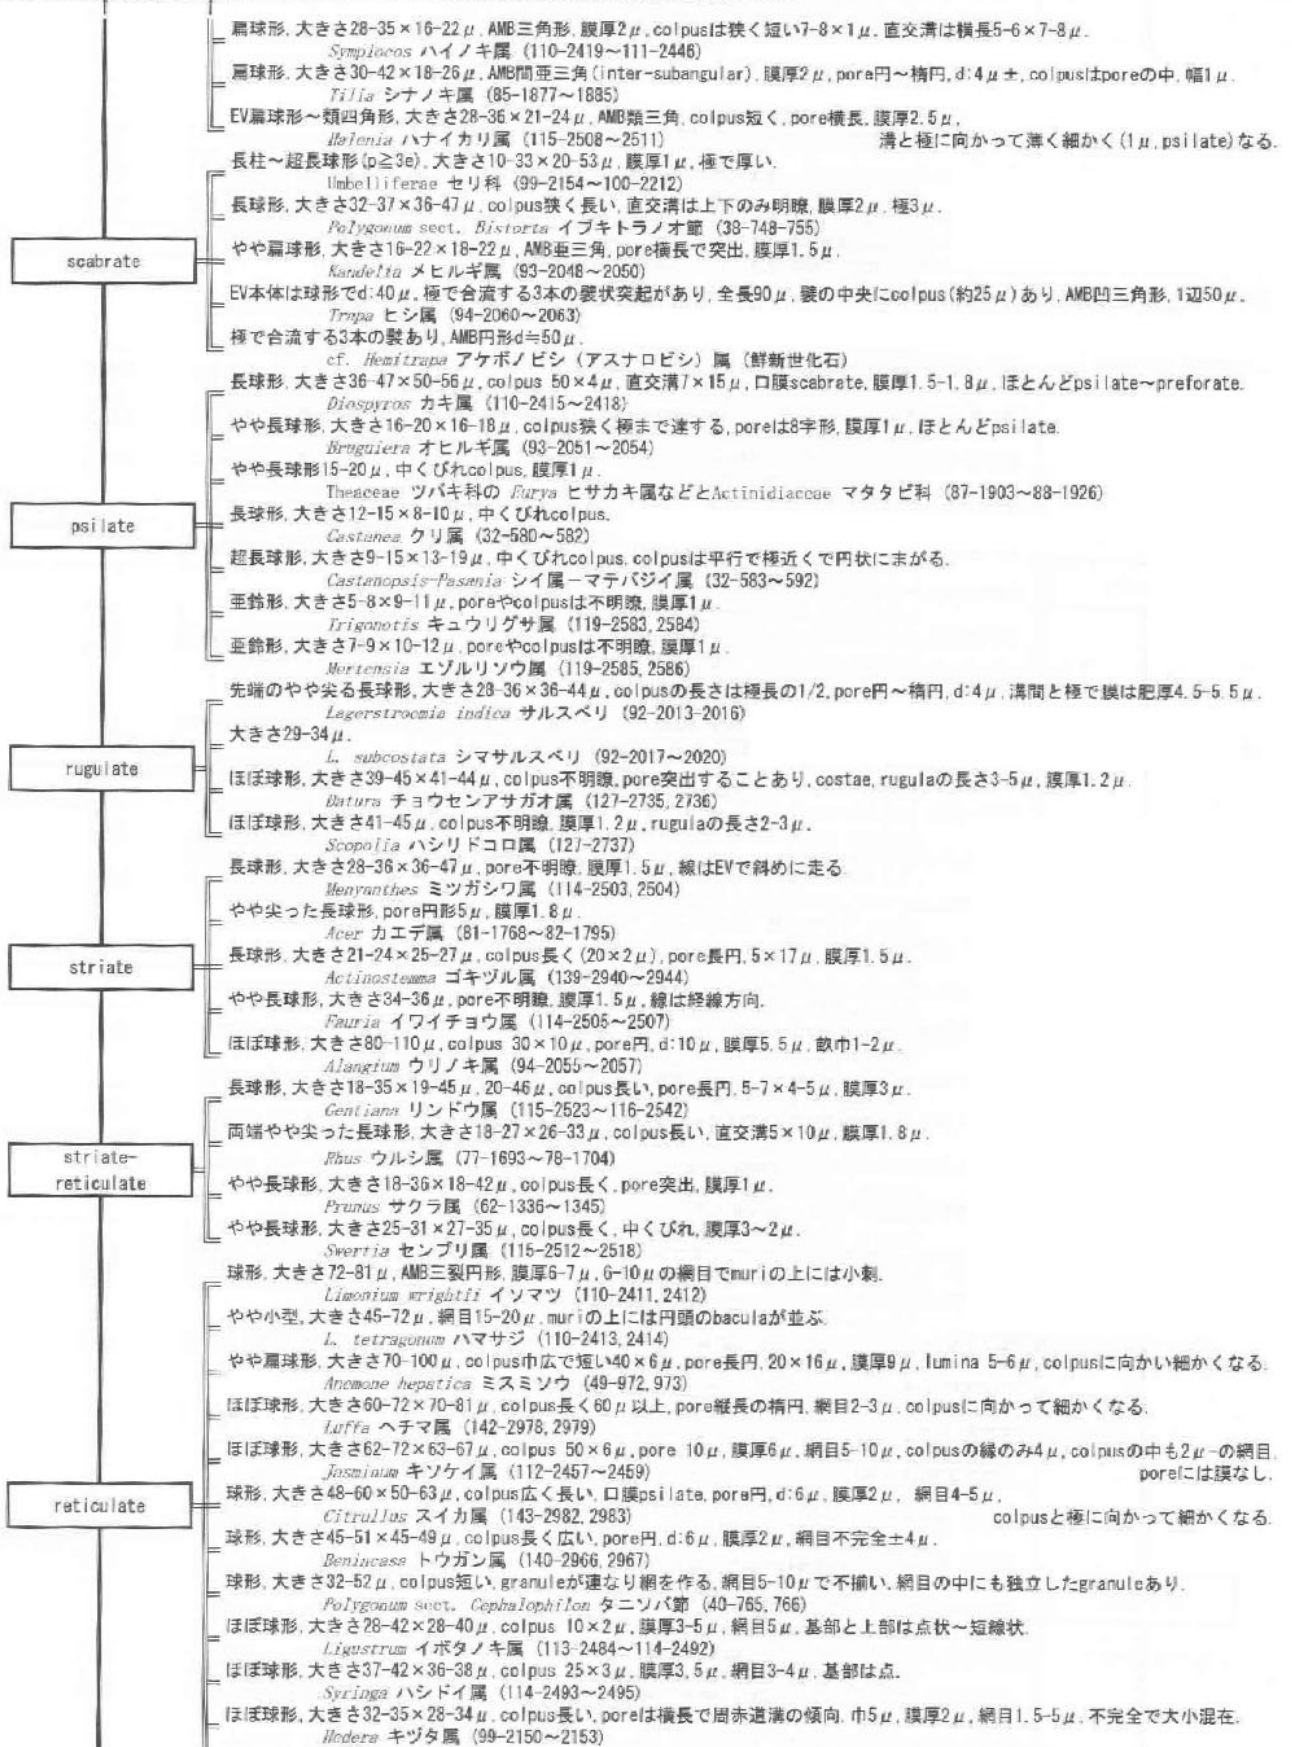 扁球形, 大きさ28-35×16-22μ, AMB三角形, 膜厚2μ, colpusは狭く短い7-8×1μ, 直交溝は横長5-6×7-8μ.
Symplocos ハイノキ属 (110-2419～111-2446)
扁球形, 大きさ30-42×18-26μ, AMB間亜三角(inter-subangular), 膜厚2μ, pore円～楕円, d:4μ±, colpusはporeの中, 幅1μ.
Tilia シナノキ属 (85-1877～1885)
EV扁球形～類四角形, 大きさ28-36×21-24μ, AMB類三角, colpus短く, pore横長, 膜厚2.5μ,
Halenia ハナイカリ属 (115-2508～2511) 溝と極に向かって薄く細かく(1μ, psilate)なる.
長柱～超長球形(p≧3e), 大きさ10-33×20-53μ, 膜厚1μ, 極で厚い.
Umbelliferae セリ科 (99-2154～100-2212)
長球形, 大きさ32-37×36-47μ, colpus狭く長い, 直交溝は上下のみ明瞭, 膜厚2μ, 極3μ.
Polygonum sect. Bistorta イブキトラノオ節 (38-748-755)
scabrate
やや扁球形, 大きさ16-22×18-22μ, AMB亜三角, pore横長で突出, 膜厚1.5μ.
Kandelia メヒルギ属 (93-2048～2050)
EV本体は球形でd:40μ, 極で合流する3本の襞状突起があり, 全長90μ, 襞の中央にcolpus(約25μ)あり, AMB凹三角形, 1辺50μ.
Trapa ヒシ属 (94-2060～2063)
極で合流する3本の襞あり, AMB円形d≒50μ.
cf. Hemitrapa アケボノビシ（アスナロビシ）属（鮮新世化石）
長球形, 大きさ36-47×50-56μ, colpus 50×4μ, 直交溝7×15μ, 口膜scabrate, 膜厚1.5-1.8μ, ほとんどpsilate～preforate.
Diospyros カキ属 (110-2415～2418)
やや長球形, 大きさ16-20×16-18μ, colpus狭く極まで達する, poreは8字形, 膜厚1μ, ほとんどpsilate.
Bruguiera オヒルギ属 (93-2051～2054)
やや長球形15-20μ, 中くびれcolpus, 膜厚1μ.
Theaceae ツバキ科の Eurya ヒサカキ属などとActinidiaceae マタタビ科 (87-1903～88-1926)
psilate
長球形, 大きさ12-15×8-10μ, 中くびれcolpus.
Castanea クリ属 (32-580～582)
超長球形, 大きさ9-15×13-19μ, 中くびれcolpus, colpusは平行で極近くで円状にまがる.
Castanopsis-Pasania シイ属－マテバジイ属 (32-583～592)
亜鈴形, 大きさ5-8×9-11μ, poreやcolpusは不明瞭, 膜厚1μ.
Trigonotis キュウリグサ属 (119-2583, 2584)
亜鈴形, 大きさ7-9×10-12μ, poreやcolpusは不明瞭, 膜厚1μ.
Mertensia エゾルリソウ属 (119-2585, 2586)
先端のやや尖る長球形, 大きさ28-36×36-44μ, colpusの長さは極長の1/2, pore円～楕円, d:4μ, 溝間と極で膜は肥厚4.5-5.5μ.
Lagerstroemia indica サルスベリ (92-2013-2016)
大きさ29-34μ.
L. subcostata シマサルスベリ (92-2017～2020)
rugulate
ほぼ球形, 大きさ39-45×41-44μ, colpus不明瞭, pore突出することあり, costae, rugulaの長さ3-5μ, 膜厚1.2μ.
Datura チョウセンアサガオ属 (127-2735, 2736)
ほぼ球形, 大きさ41-45μ, colpus不明瞭, 膜厚1.2μ, rugulaの長さ2-3μ.
Scopolia ハシリドコロ属 (127-2737)
長球形, 大きさ28-36×36-47μ, pore不明瞭, 膜厚1.5μ, 線はEVで斜めに走る.
Menyanthes ミツガシワ属 (114-2503, 2504)
やや尖った長球形, pore円形5μ, 膜厚1.8μ.
Acer カエデ属 (81-1768～82-1795)
striate
長球形, 大きさ21-24×25-27μ, colpus長く(20×2μ), pore長円, 5×17μ, 膜厚1.5μ.
Actinostemma ゴキヅル属 (139-2940～2944)
やや長球形, 大きさ34-36μ, pore不明瞭, 膜厚1.5μ, 線は経線方向.
Fauria イワイチョウ属 (114-2505～2507)
ほぼ球形, 大きさ80-110μ, colpus 30×10μ, pore円, d:10μ, 膜厚5.5μ, 畝巾1-2μ.
Alangium ウリノキ属 (94-2055～2057)
長球形, 大きさ18-35×19-45μ, 20-46μ, colpus長い, pore長円, 5-7×4-5μ, 膜厚3μ.
Gentiana リンドウ属 (115-2523～116-2542)
両端やや尖った長球形, 大きさ18-27×26-33μ, colpus長い, 直交溝5×10μ, 膜厚1.8μ.
Rhus ウルシ属 (77-1693～78-1704)
striate-
reticulate
やや長球形, 大きさ18-36×18-42μ, colpus長く, pore突出, 膜厚1μ.
Prunus サクラ属 (62-1336～1345)
やや長球形, 大きさ25-31×27-35μ, colpus長く, 中くびれ, 膜厚3～2μ.
Swertia センブリ属 (115-2512～2518)
球形, 大きさ72-81μ, AMB三裂円形, 膜厚6-7μ, 6-10μの網目でmuriの上には小刺.
Limonium wrightii イソマツ (110-2411, 2412)
やや小型, 大きさ45-72μ, 網目15-20μ, muriの上には円頭のbaculaが並ぶ.
L. tetragonum ハマサジ (110-2413, 2414)
やや扁球形, 大きさ70-100μ, colpus巾広で短い40×6μ, pore長円, 20×16μ, 膜厚9μ, lumina 5-6μ, colpusに向かい細かくなる.
Anemone hepatica ミスミソウ (49-972, 973)
ほぼ球形, 大きさ60-72×70-81μ, colpus長く60μ以上, pore縦長の楕円, 網目2-3μ, colpusに向かって細かくなる.
Luffa ヘチマ属 (142-2978, 2979)
ほぼ球形, 大きさ62-72×63-67μ, colpus 50×6μ, pore 10μ, 膜厚6μ, 網目5-10μ, colpusの縁のみ4μ, colpusの中も2μ-の網目,
Jasminum キソケイ属 (112-2457～2459) poreには膜なし.
reticulate
球形, 大きさ48-60×50-63μ, colpus広く長い, 口膜psilate, pore円, d:6μ, 膜厚2μ, 網目4-5μ,
Citrullus スイカ属 (143-2982, 2983) colpusと極に向かって細かくなる.
球形, 大きさ45-51×45-49μ, colpus長く広い, pore円, d:6μ, 膜厚2μ, 網目不完全±4μ.
Benincasa トウガン属 (140-2966, 2967)
球形, 大きさ32-52μ, colpus短い, granuleが連なり網を作る, 網目5-10μで不揃い, 網目の中にも独立したgranuleあり.
Polygonum sect. Cephalophilon タニソバ節 (40-765, 766)
ほぼ球形, 大きさ28-42×28-40μ, colpus 10×2μ, 膜厚3-5μ, 網目5μ, 基部と上部は点状～短線状.
Ligustrum イボタノキ属 (113-2484～114-2492)
ほぼ球形, 大きさ37-42×36-38μ, colpus 25×3μ, 膜厚3.5μ, 網目3-4μ, 基部は点.
Syringa ハシドイ属 (114-2493～2495)
ほぼ球形, 大きさ32-35×28-34μ, colpus長い, poreは横長で周赤道溝の傾向, 巾5μ, 膜厚2μ, 網目1.5-5μ, 不完全で大小混在.
Hedera キヅタ属 (99-2150～2153)